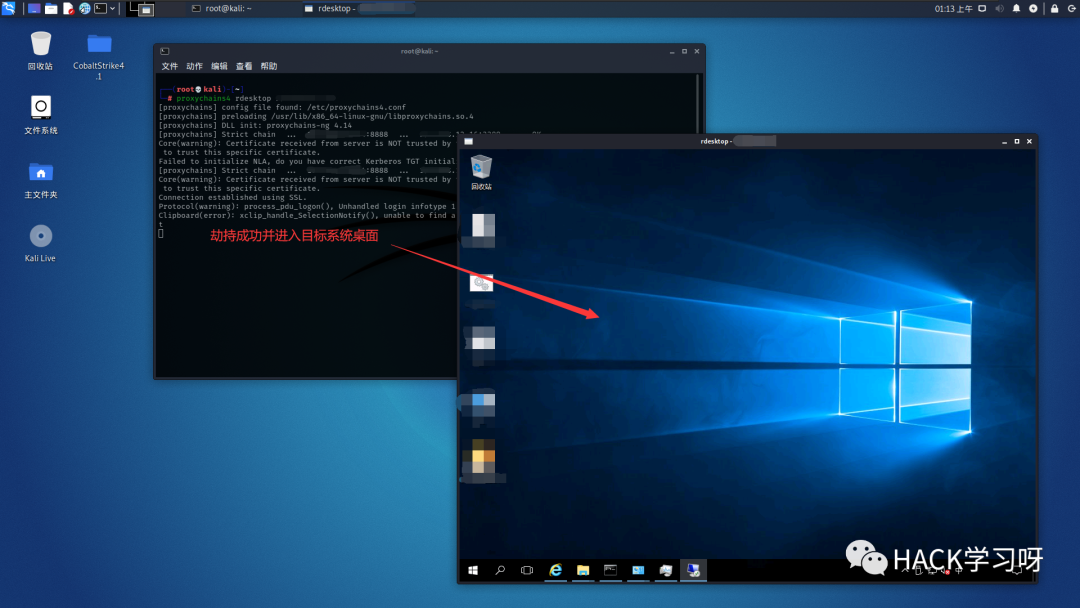 root@kali: ~
rdesktop -
01:13 上午
回收站
CobaltStrike4
.1
文件系统
主文件夹
Kali Live
root@kali: ~
文件 动作 编辑 查看 帮助
root💀kali)-[~]
# proxychains4 rdesktop
[proxychains] config file found: /etc/proxychains4.conf
[proxychains] preloading /usr/lib/x86_64-linux-gnu/libproxychains.so.4
[proxychains] DLL init: proxychains-ng 4.14
[proxychains] Strict chain ... :8888 ...
Core(warning): Certificate received from server is NOT trusted by
to trust this specific certificate.
Failed to initialize NLA, do you have correct Kerberos TGT initial
[proxychains] Strict chain ... :8888 ...
Core(warning): Certificate received from server is NOT trusted by
to trust this specific certificate.
Connection established using SSL.
Protocol(warning): process_pdu_logon(), Unhandled login infotype 1
Clipboard(error): xclip_handle_SelectionNotify(), unable to find a
t
劫持成功并进入目标系统桌面
rdesktop -
回收站
HACK学习呀
中